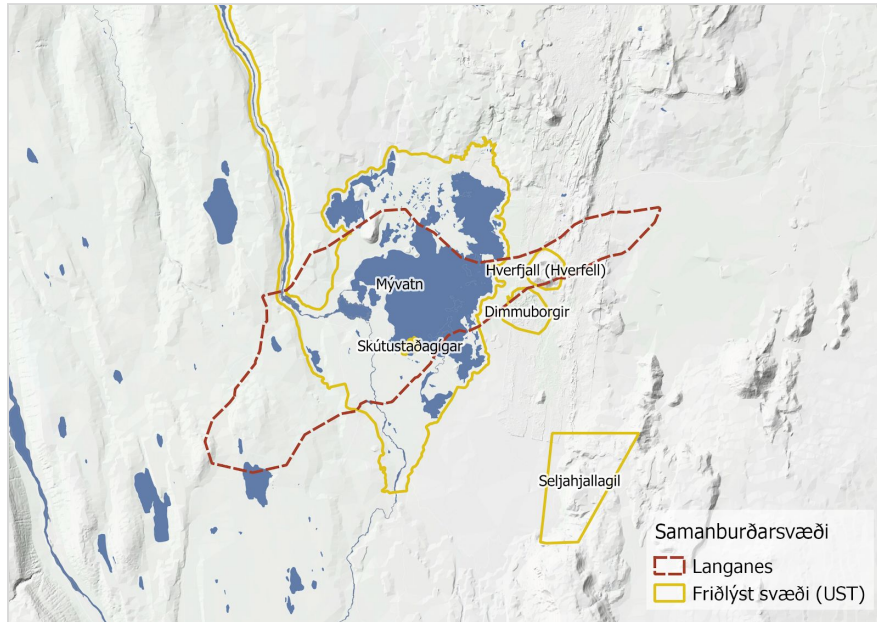 Hverfjall (Hverfell)
Mývatn
Dimmuborgir
Skútustaðagígar
Seljahjallagil
Samanburðarsvæði
Langanes
Friðlýst svæði (UST)